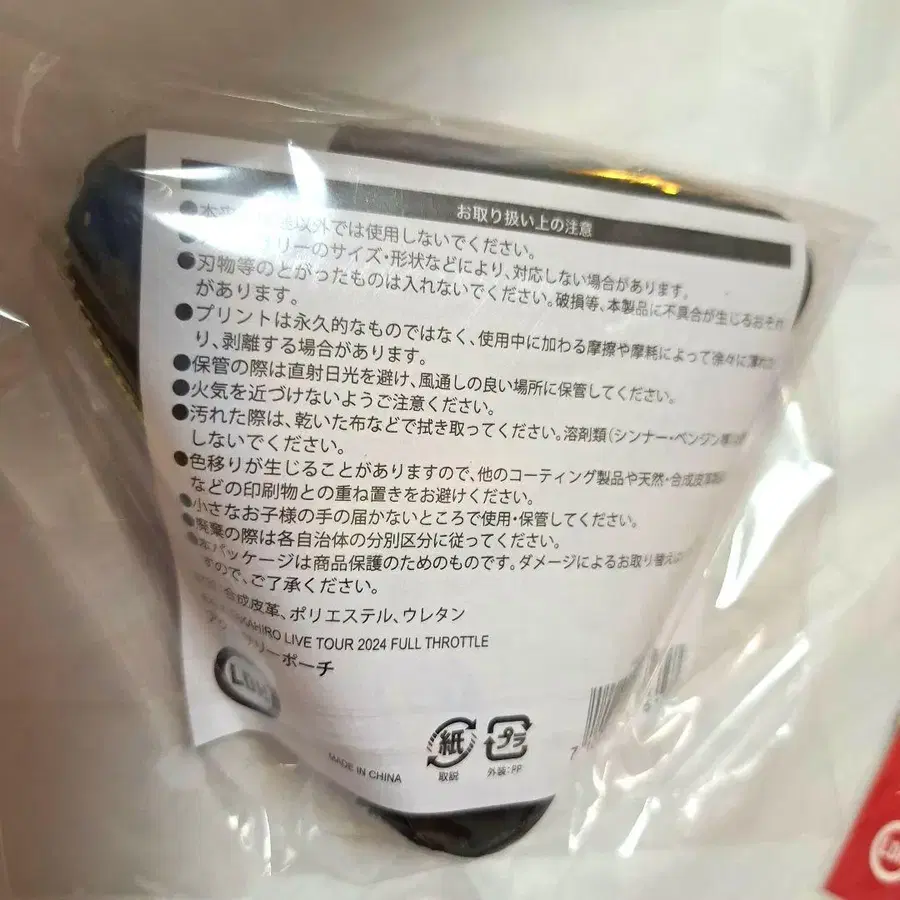 お取り扱い上の注意
●本来 以外では使用しないでください。
リーのサイズ・形状などにより、対応しない場合があります。
●刃物等のとがったものは入れないでください。破損等、本製品に不具合が生じるおそれ
があります。
●プリントは永久的なものではなく、使用中に加わる摩擦や摩耗によって徐々に薄れた
り、剥離する場合があります。
●保管の際は直射日光を避け、風通しの良い場所に保管してください。
●火気を近づけないようご注意ください。
●汚れた際は、乾いた布などで拭き取ってください。溶剤類(シンナー・ベンジン
しないでください。
●色移りが生じることがありますので、他のコーティング製品や天然・合成皮革
などの印刷物との重ね置きをお避けください。
●小さなお子様の手の届かないところで使用・保管してください。
●廃棄の際は各自治体の分別区分に従ってください。
●本パッケージは商品保護のためのものです。ダメージによるお取り替えは
すので、ご了承ください。
合成皮革、ポリエステル、ウレタン
AHIRO LIVE TOUR 2024 FULL THROTTLE
リーポーチ
LDH
紙
プラ
取説
外装:PP
7
MADE IN CHINA
LDH